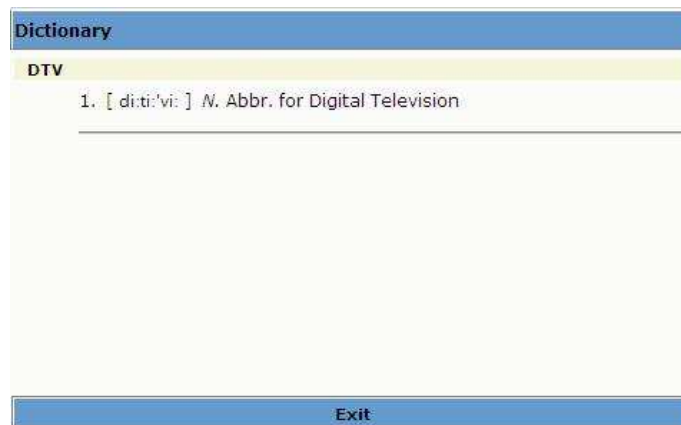 Dictionary
DTV
1. [ di:ti:'vi: ] N. Abbr. for Digital Television
Exit